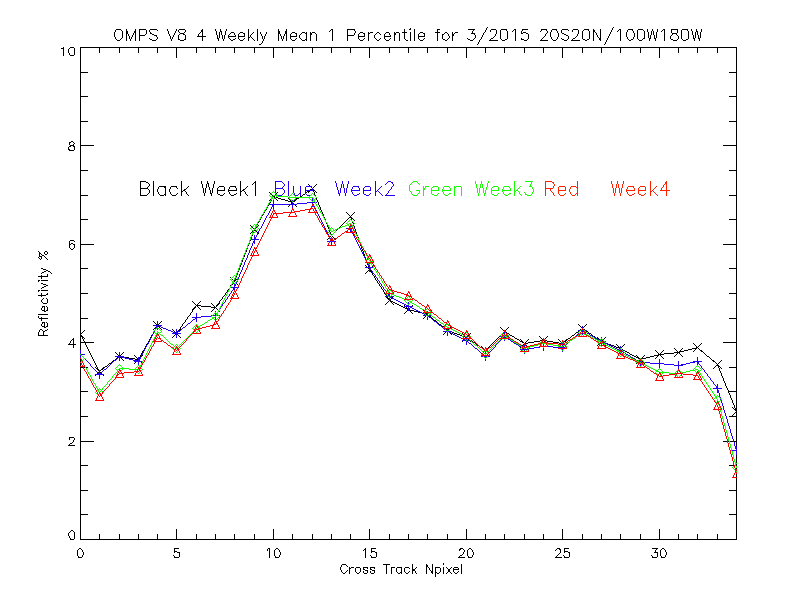 OMPS V8 4 Weekly Mean 1 Percentile for 3/2015 20S20N/100W180W
10
8
Black Week1 Blue Week2 Green Week3 Red Week4
6
Reflectivity %
4
2
0
0 5 10 15 20 25 30
Cross Track Npixel